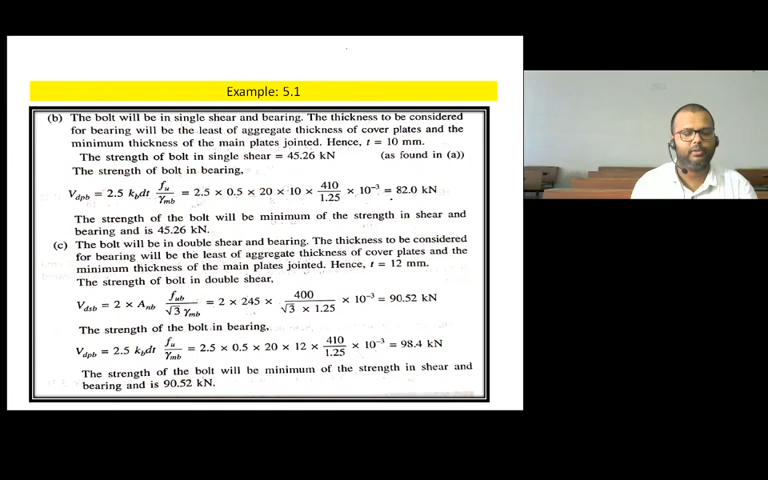 Example: 5.1
(b) The bolt will be in single shear and bearing. The thickness to be considered
for bearing will be the least of aggregate thickness of cover plates and the
minimum thickness of the main plates jointed. Hence, t = 10 mm.
The strength of bolt in single shear = 45.26 kN (as found in (a))
The strength of bolt in bearing,
V_dpb = 2.5 k_b dt f_u/γ_mb = 2.5 × 0.5 × 20 × 10 × 410/1.25 × 10⁻³ = 82.0 kN
The strength of the bolt will be minimum of the strength in shear and
bearing and is 45.26 kN.
(c) The bolt will be in double shear and bearing. The thickness to be considered
for bearing will be the least of aggregate thickness of cover plates and the
minimum thickness of the main plates jointed. Hence, t = 12 mm.
The strength of bolt in double shear,
V_dsb = 2 × A_nb f_ub/√3 γ_mb = 2 × 245 × 400/√3 × 1.25 × 10⁻³ = 90.52 kN
The strength of the bolt in bearing,
V_dpb = 2.5 k_b dt f_u/γ_mb = 2.5 × 0.5 × 20 × 12 × 410/1.25 × 10⁻³ = 98.4 kN
The strength of the bolt will be minimum of the strength in shear and
bearing and is 90.52 kN.